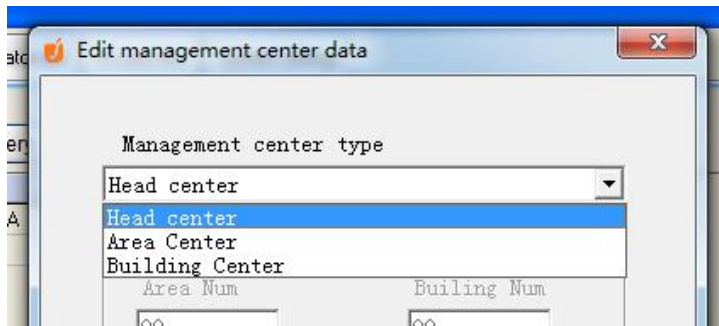 Edit management center data
Management center type
Head center
Head center
Area Center
Building Center
Area Num Builing Num